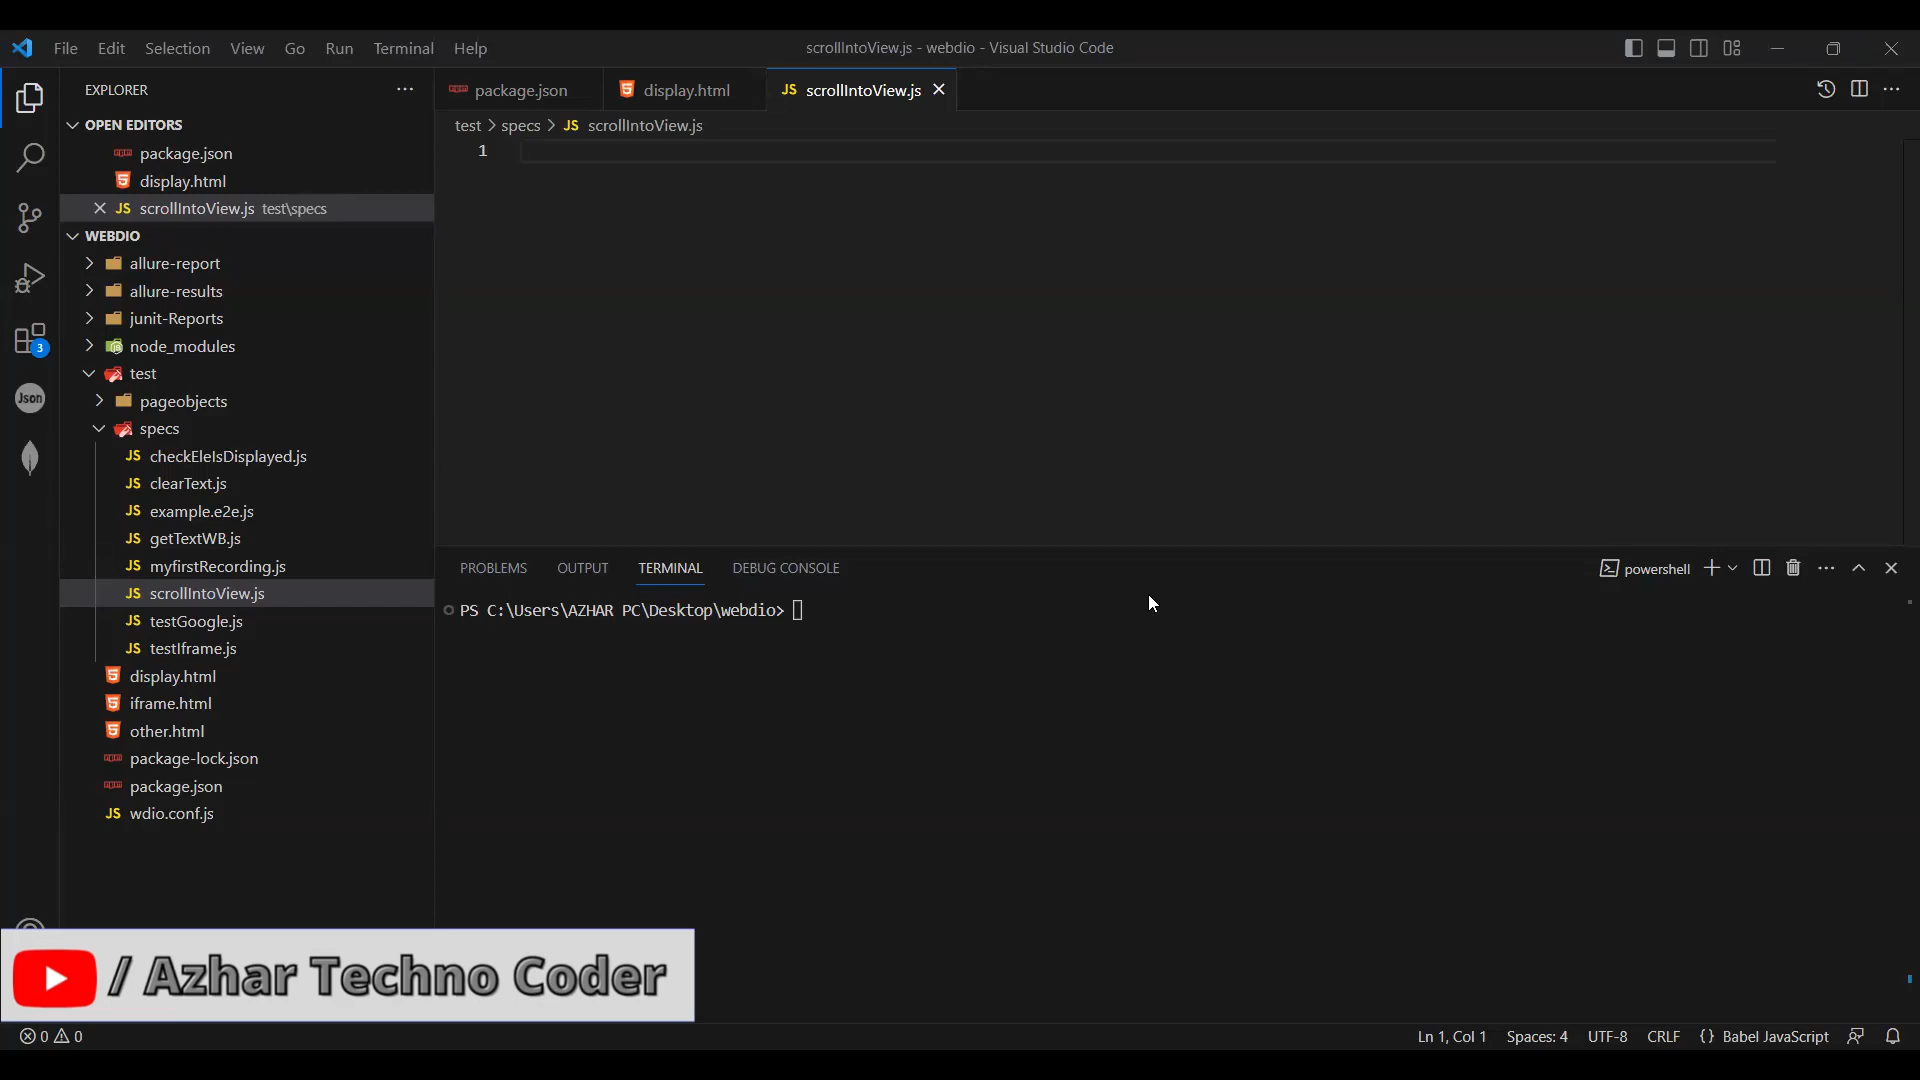 File Edit Selection View Go Run Terminal Help
scrollIntoView.js - webdio - Visual Studio Code
EXPLORER
OPEN EDITORS
package.json
display.html
JS scrollIntoView.js test\specs
WEBDIO
allure-report
allure-results
junit-Reports
node_modules
test
pageobjects
specs
JS checkEleIsDisplayed.js
JS clearText.js
JS example.e2e.js
JS getTextWB.js
JS myfirstRecording.js
JS scrollIntoView.js
JS testGoogle.js
JS testIframe.js
display.html
iframe.html
other.html
package-lock.json
package.json
JS wdio.conf.js
3
Json
package.json display.html JS scrollIntoView.js
test > specs > JS scrollIntoView.js
1
PROBLEMS OUTPUT TERMINAL DEBUG CONSOLE
powershell
PS C:\Users\AZHAR PC\Desktop\webdio>
/ Azhar Techno Coder
0 0
Ln 1, Col 1 Spaces: 4 UTF-8 CRLF {} Babel JavaScript